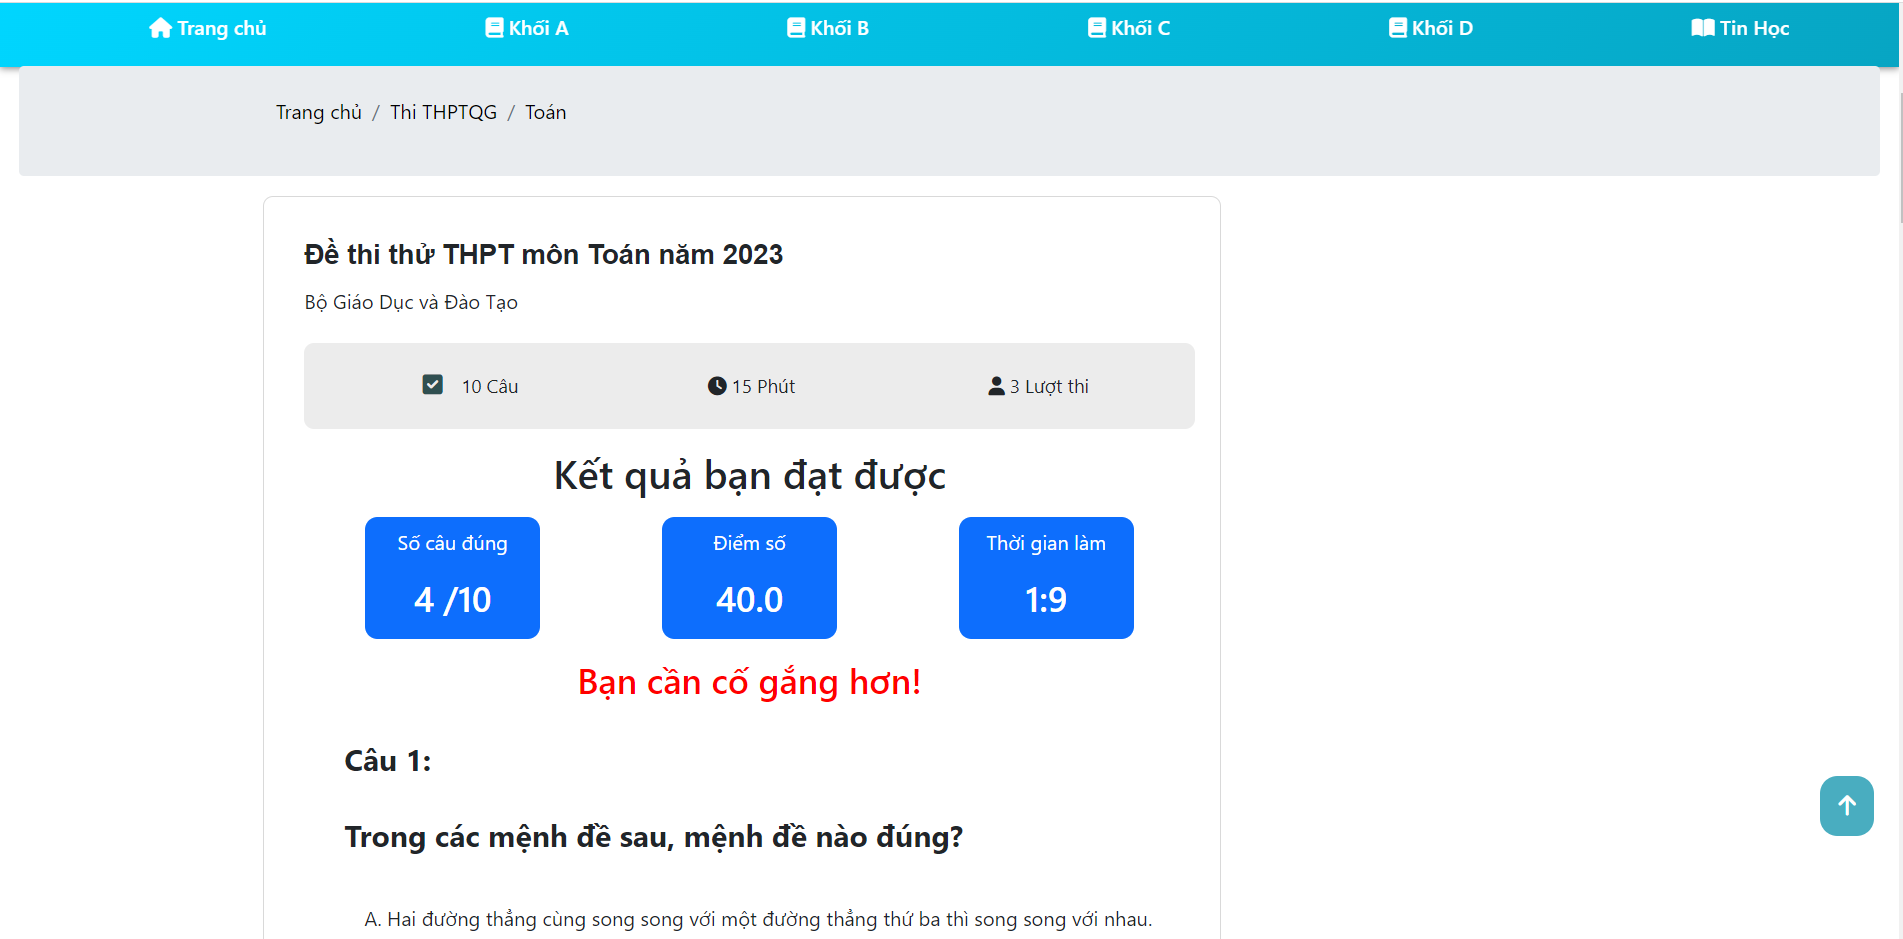 Trang chủ Khối A Khối B Khối C Khối D Tin Học
Trang chủ / Thi THPTQG / Toán
Đề thi thử THPT môn Toán năm 2023
Bộ Giáo Dục và Đào Tạo
10 Câu 15 Phút 3 Lượt thi
Kết quả bạn đạt được
Số câu đúng Điểm số Thời gian làm
4 /10 40.0 1:9
Bạn cần cố gắng hơn!
Câu 1:
Trong các mệnh đề sau, mệnh đề nào đúng?
A. Hai đường thẳng cùng song song với một đường thẳng thứ ba thì song song với nhau.